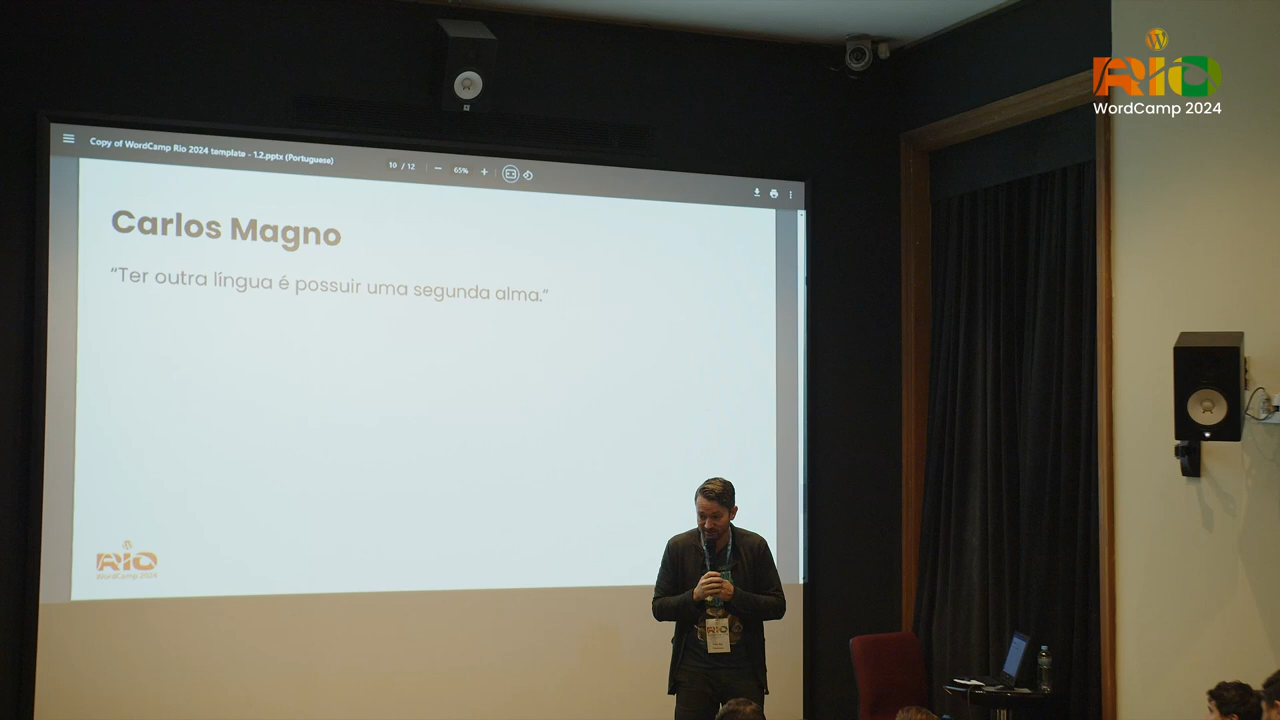 RIO
WordCamp 2024
Copy of WordCamp Rio 2024 template - 1.2.pptx (Portuguese)
10 / 12
65%
Carlos Magno
“Ter outra língua é possuir uma segunda alma.”
RIO
WordCamp 2024
RIO